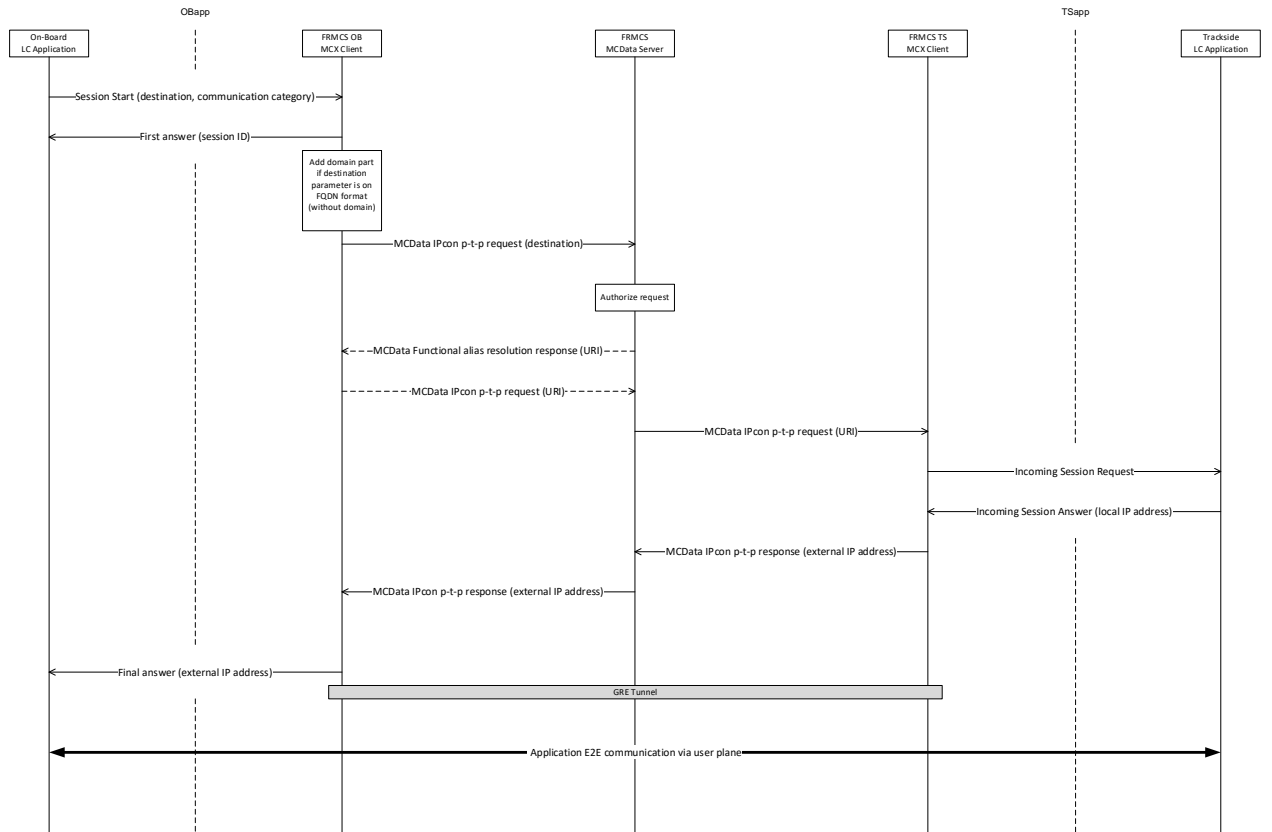 OBapp
TSapp
On-Board
LC Application
FRMCS OB
MCX Client
FRMCS
MCData Server
FRMCS TS
MCX Client
Trackside
LC Application
Session Start (destination, communication category)
First answer (session ID)
Add domain part
if destination
parameter is on
FQDN format
(without domain)
MCData IPcon p-t-p request (destination)
Authorize request
MCData Functional alias resolution response (URI)
MCData IPcon p-t-p request (URI)
MCData IPcon p-t-p request (URI)
Incoming Session Request
Incoming Session Answer (local IP address)
MCData IPcon p-t-p response (external IP address)
MCData IPcon p-t-p response (external IP address)
Final answer (external IP address)
GRE Tunnel
Application E2E communication via user plane